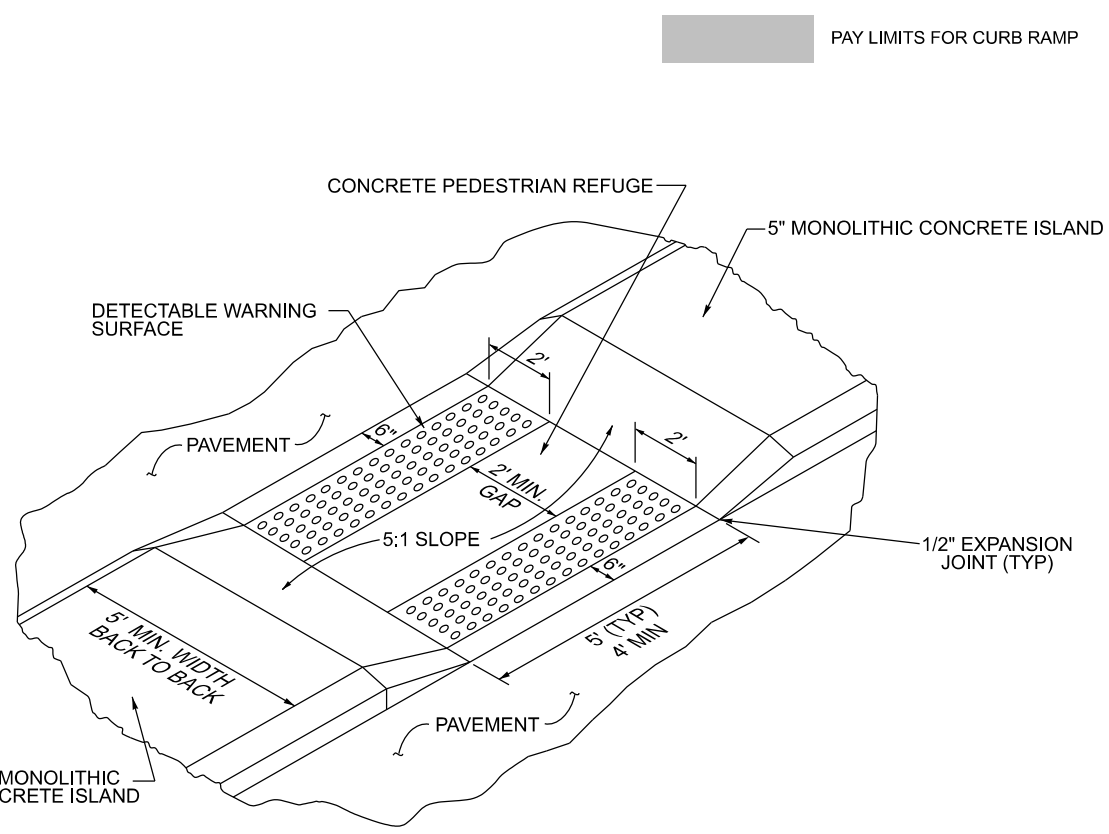 PAY LIMITS FOR CURB RAMP
CONCRETE PEDESTRIAN REFUGE
5" MONOLITHIC CONCRETE ISLAND
DETECTABLE WARNING
SURFACE
2'
2'
6"
PAVEMENT
2' MIN.
GAP
5:1 SLOPE
1/2" EXPANSION
JOINT (TYP)
6"
5' (TYP)
4' MIN
5' MIN. WIDTH
BACK TO BACK
PAVEMENT
MONOLITHIC
CRETE ISLAND